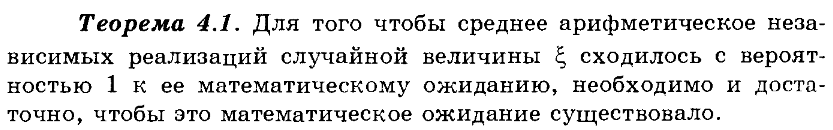 Теорема 4.1. Для того чтобы среднее арифметическое неза-
висимых реализаций случайной величины ξ сходилось с вероят-
ностью 1 к ее математическому ожиданию, необходимо и доста-
точно, чтобы это математическое ожидание существовало.